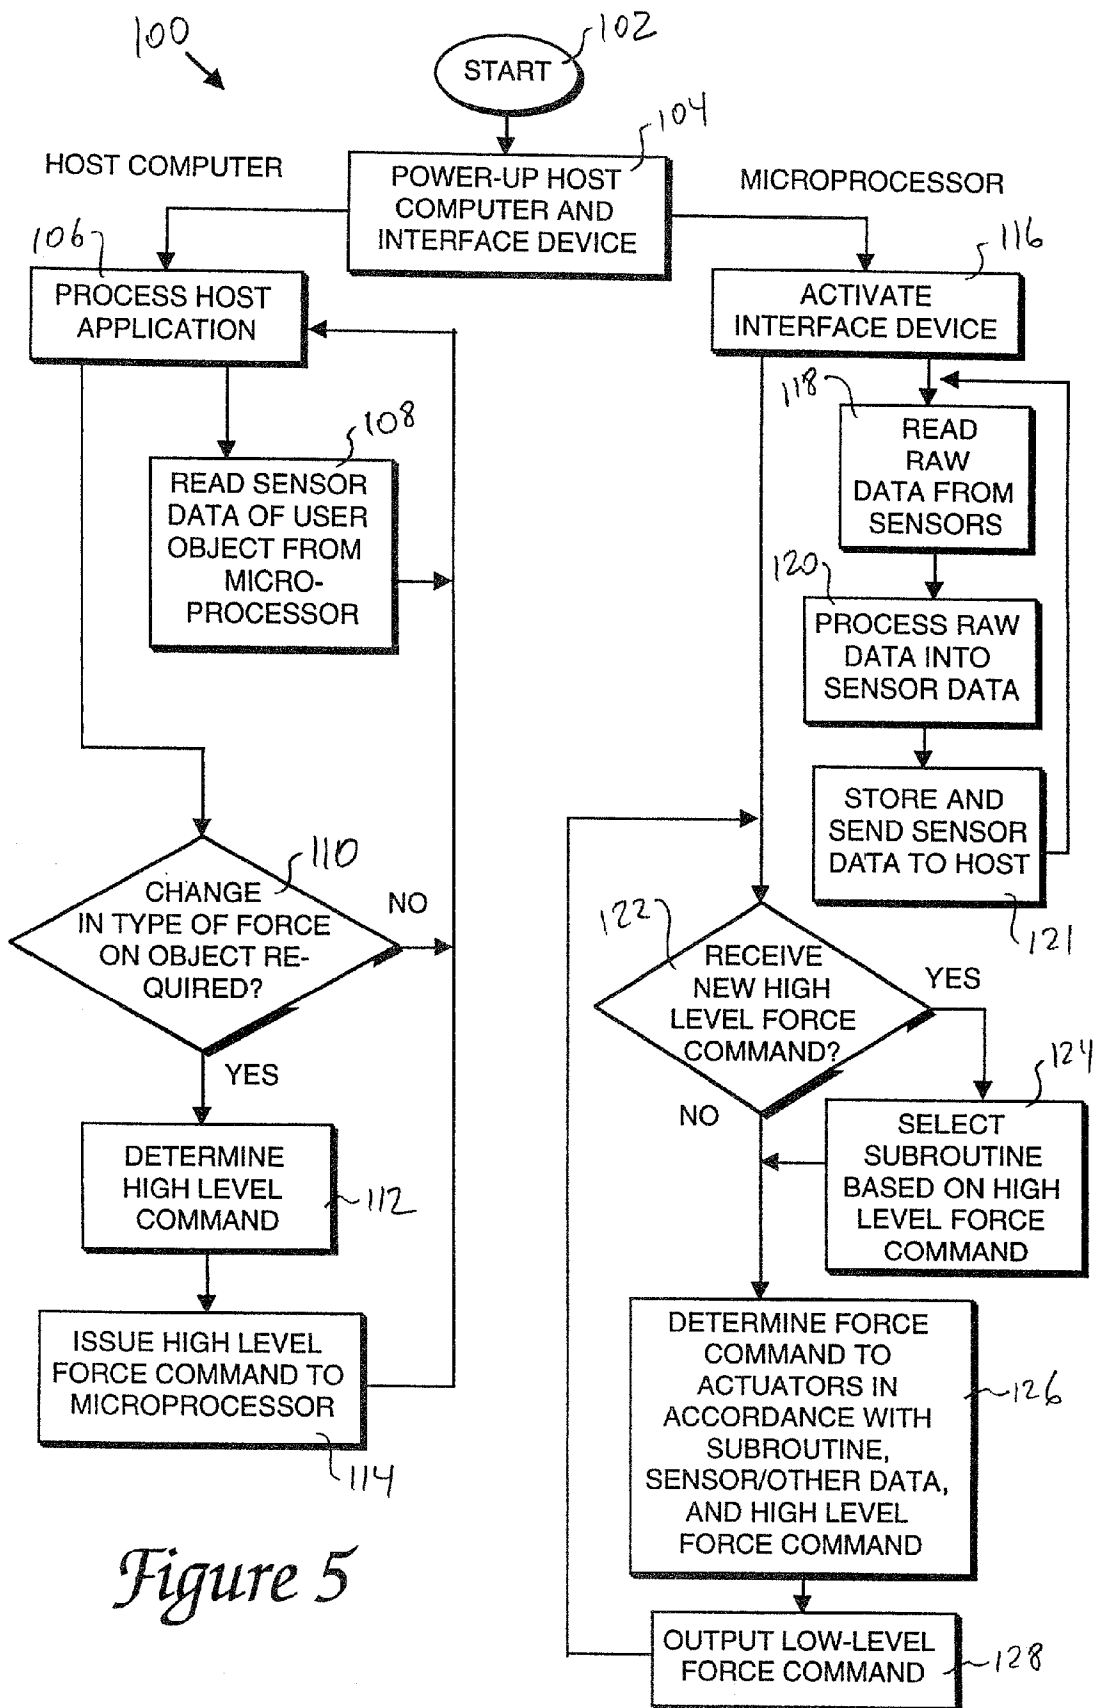 100
102
START
104
HOST COMPUTER
POWER-UP HOST
COMPUTER AND
INTERFACE DEVICE
MICROPROCESSOR
106
PROCESS HOST
APPLICATION
108
READ SENSOR
DATA OF USER
OBJECT FROM
MICRO-
PROCESSOR
110
CHANGE
IN TYPE OF FORCE
ON OBJECT RE-
QUIRED?
NO
YES
DETERMINE
HIGH LEVEL
COMMAND
112
ISSUE HIGH LEVEL
FORCE COMMAND TO
MICROPROCESSOR
114
116
ACTIVATE
INTERFACE DEVICE
118
READ
RAW
DATA FROM
SENSORS
120
PROCESS RAW
DATA INTO
SENSOR DATA
STORE AND
SEND SENSOR
DATA TO HOST
121
122
RECEIVE
NEW HIGH
LEVEL FORCE
COMMAND?
YES
NO
124
SELECT
SUBROUTINE
BASED ON HIGH
LEVEL FORCE
COMMAND
DETERMINE FORCE
COMMAND TO
ACTUATORS IN
ACCORDANCE WITH
SUBROUTINE,
SENSOR/OTHER DATA,
AND HIGH LEVEL
FORCE COMMAND
126
OUTPUT LOW-LEVEL
FORCE COMMAND
128
Figure 5